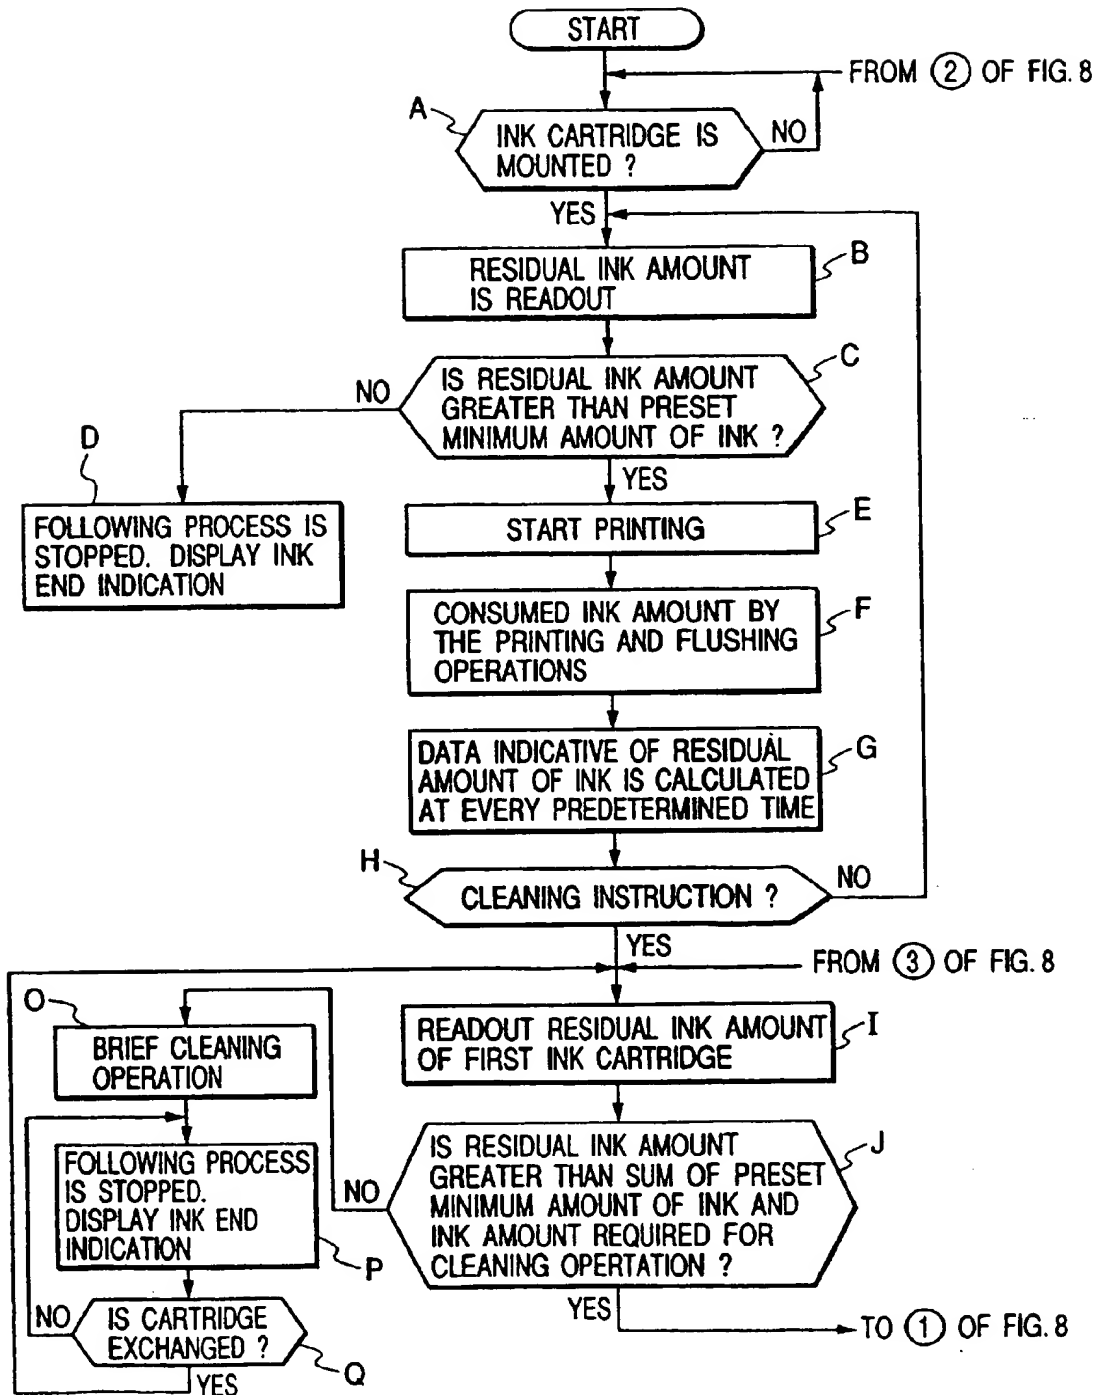 START
FROM ② OF FIG. 8
A
INK CARTRIDGE IS
MOUNTED ?
NO
YES
B
RESIDUAL INK AMOUNT
IS READOUT
C
NO
IS RESIDUAL INK AMOUNT
GREATER THAN PRESET
MINIMUM AMOUNT OF INK ?
D
YES
FOLLOWING PROCESS IS
STOPPED. DISPLAY INK
END INDICATION
START PRINTING
E
CONSUMED INK AMOUNT BY
THE PRINTING AND FLUSHING
OPERATIONS
F
DATA INDICATIVE OF RESIDUAL
AMOUNT OF INK IS CALCULATED
AT EVERY PREDETERMINED TIME
G
H
CLEANING INSTRUCTION ?
NO
YES
FROM ③ OF FIG. 8
O
BRIEF CLEANING
OPERATION
READOUT RESIDUAL INK AMOUNT
OF FIRST INK CARTRIDGE
I
IS RESIDUAL INK AMOUNT
GREATER THAN SUM OF PRESET
MINIMUM AMOUNT OF INK AND
INK AMOUNT REQUIRED FOR
CLEANING OPERTATION ?
J
NO
FOLLOWING PROCESS
IS STOPPED.
DISPLAY INK END
INDICATION
P
YES
TO ① OF FIG. 8
NO
IS CARTRIDGE
EXCHANGED ?
Q
YES